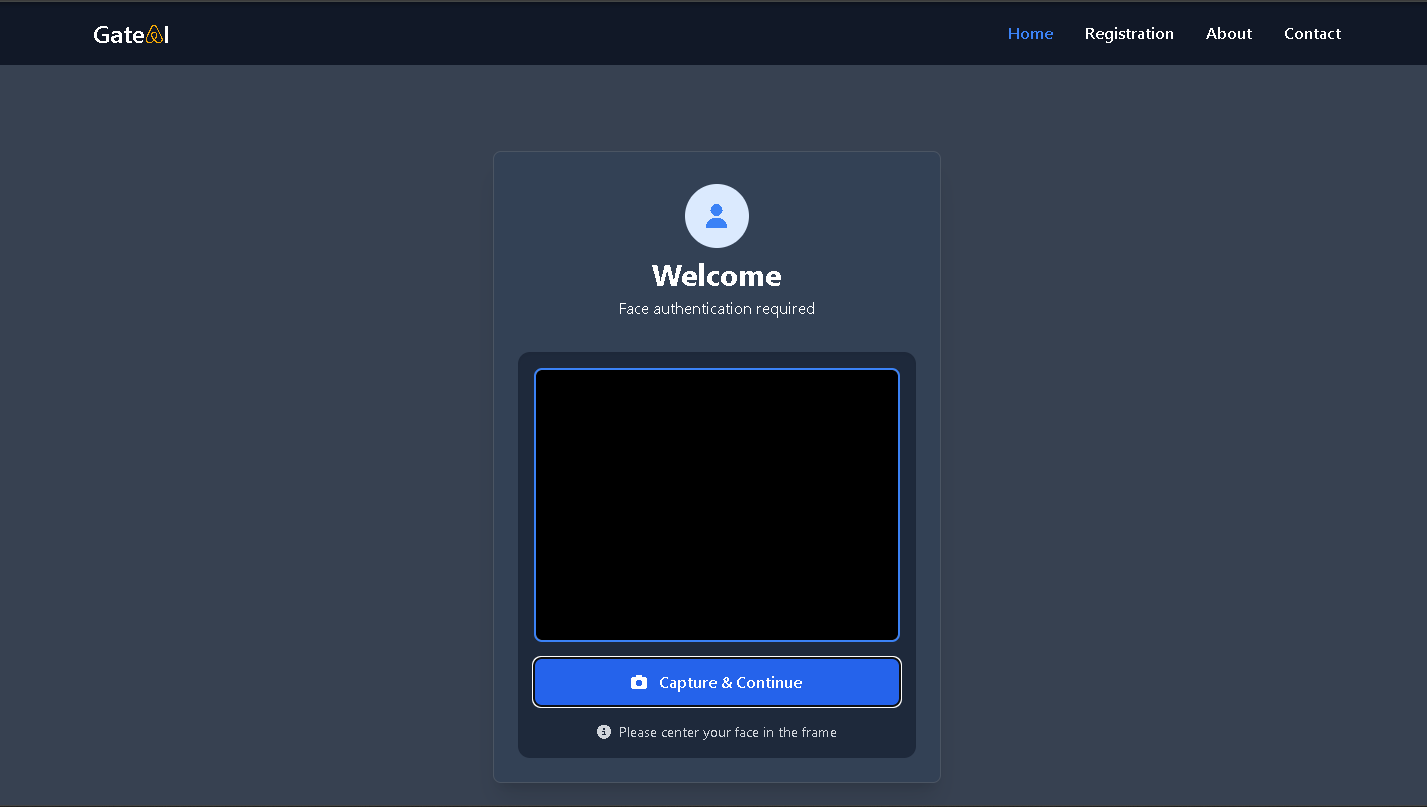 GateAI
Home Registration About Contact
Welcome
Face authentication required
Capture & Continue
Please center your face in the frame